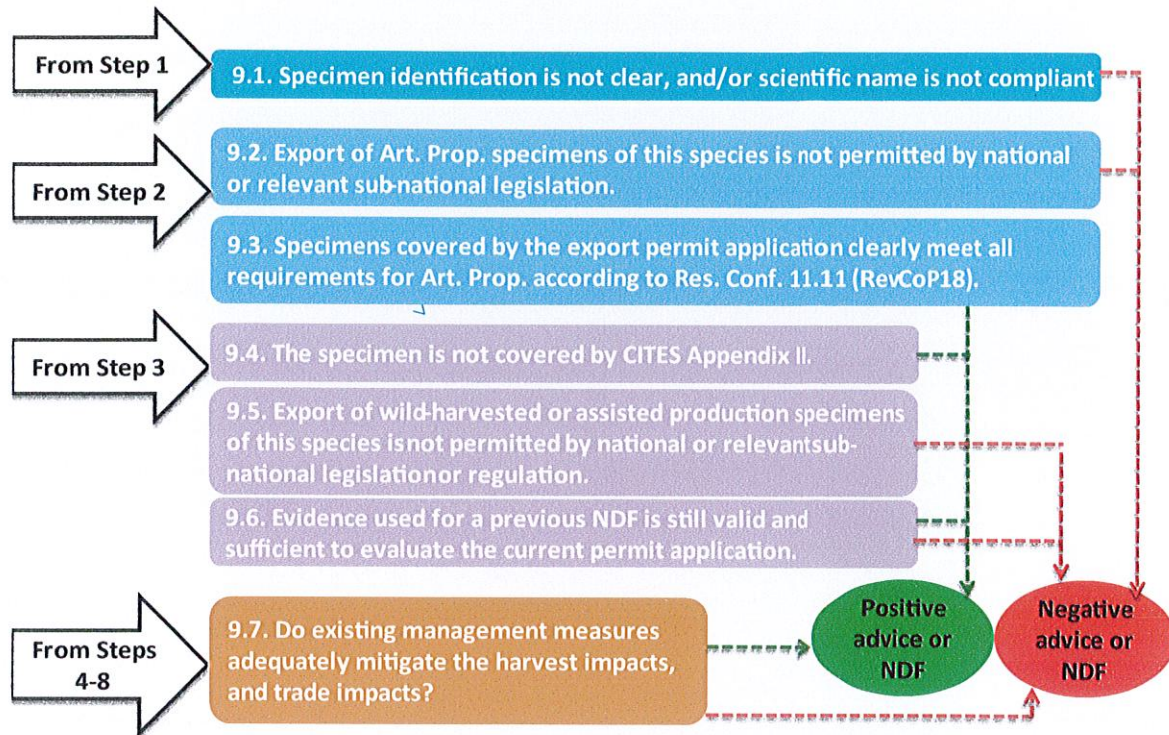 From Step 1
9.1. Specimen identification is not clear, and/or scientific name is not compliant
From Step 2
9.2. Export of Art. Prop. specimens of this species is not permitted by national
or relevant sub-national legislation.
9.3. Specimens covered by the export permit application clearly meet all
requirements for Art. Prop. according to Res. Conf. 11.11 (RevCoP18).
From Step 3
9.4. The specimen is not covered by CITES Appendix II.
9.5. Export of wild-harvested or assisted production specimens
of this species is not permitted by national or relevant sub-
national legislation or regulation.
9.6. Evidence used for a previous NDF is still valid and
sufficient to evaluate the current permit application.
From Steps
4-8
9.7. Do existing management measures
adequately mitigate the harvest impacts,
and trade impacts?
Positive
advice or
NDF
Negative
advice or
NDF